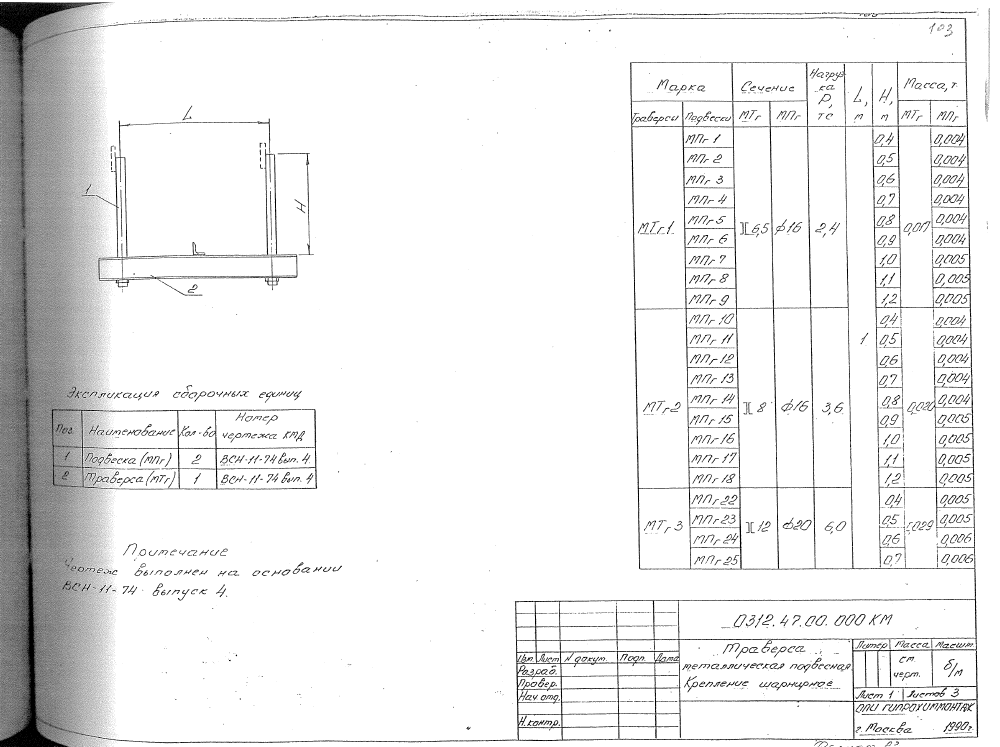 103
L
H
1
2
Марка
Сечение
Нагруз-
ка
P,
тс
L,
м
H,
м
Масса, т
Траверсы Подвески МТг МПг МТг МПг
МПг 1 0,4 0,004
МПг 2 0,5 0,004
МПг 3 0,6 0,004
МПг 4 0,7 0,004
МТг1 МПг 5 ][6,5 ф16 2,4 0,8 0,017 0,004
МПг 6 0,9 0,004
МПг 7 1,0 0,005
МПг 8 1,1 0,005
МПг 9 1,2 0,005
МПг 10 0,4 0,004
МПг 11 1 0,5 0,004
МПг 12 0,6 0,004
МПг 13 0,7 0,004
МТг2 МПг 14 ][ 8 ф16 3,6 0,8 0,020 0,004
МПг 15 0,9 0,005
МПг 16 1,0 0,005
МПг 17 1,1 0,005
МПг 18 1,2 0,005
МПг 22 0,4 0,005
МТг3 МПг 23 ][12 ф20 6,0 0,5 0,029 0,005
МПг 24 0,6 0,006
МПг 25 0,7 0,006
Экспликация сборочных единиц
Поз. Наименование Кол-во Номер
чертежа КМД
1 Подвеска (МПг) 2 ВСН-11-74 вып. 4.
2 Траверса (МТг) 1 ВСН-11-74 вып. 4
Примечание
Чертеж выполнен на основании
ВСН-11-74 выпуск 4.
0312.47.00.000 КМ
Изм. Лист N докум. Подп. Дата
Разраб.
Провер.
Нач. отд.
Н.контр.
Траверса
металлическая подвесная
Крепление шарнирное
Литер Масса Масшт.
см.
черт.
б/м
Лист 1 Листов 3
ОПИ ГИПРОХИММОНТАЖ
г. Москва 1990г.